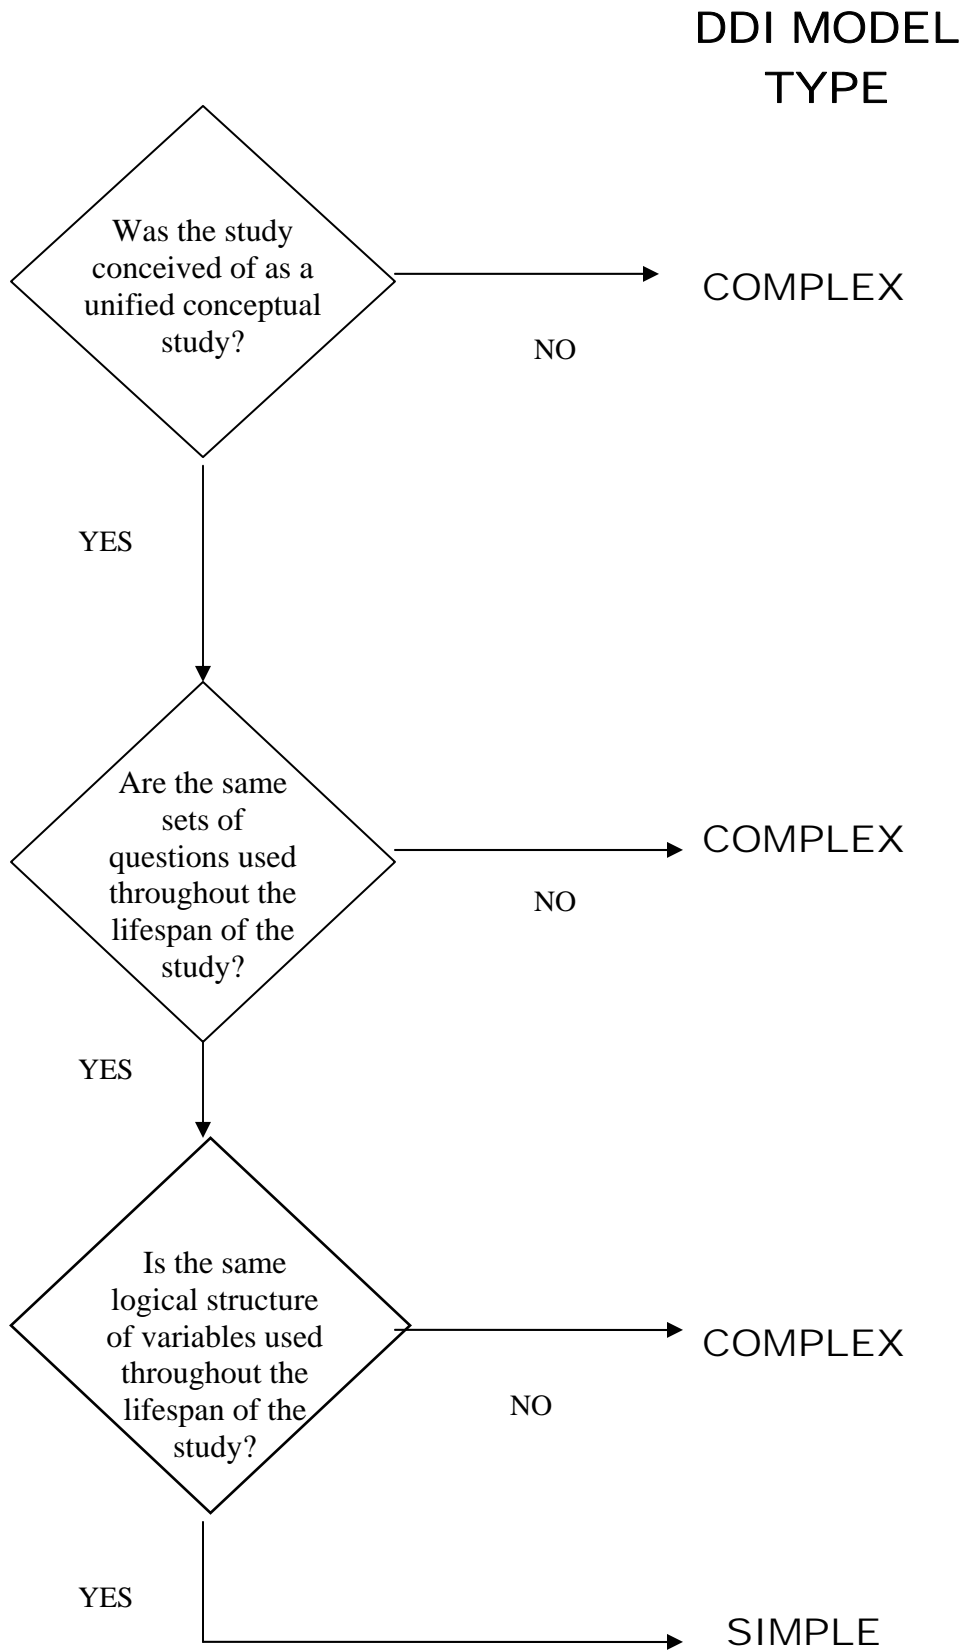 DDI MODEL
TYPE
Was the study
conceived of as a
unified conceptual
study?
COMPLEX
NO
YES
Are the same
sets of
questions used
throughout the
lifespan of the
study?
COMPLEX
NO
YES
Is the same
logical structure
of variables used
throughout the
lifespan of the
study?
COMPLEX
NO
YES
SIMPLE